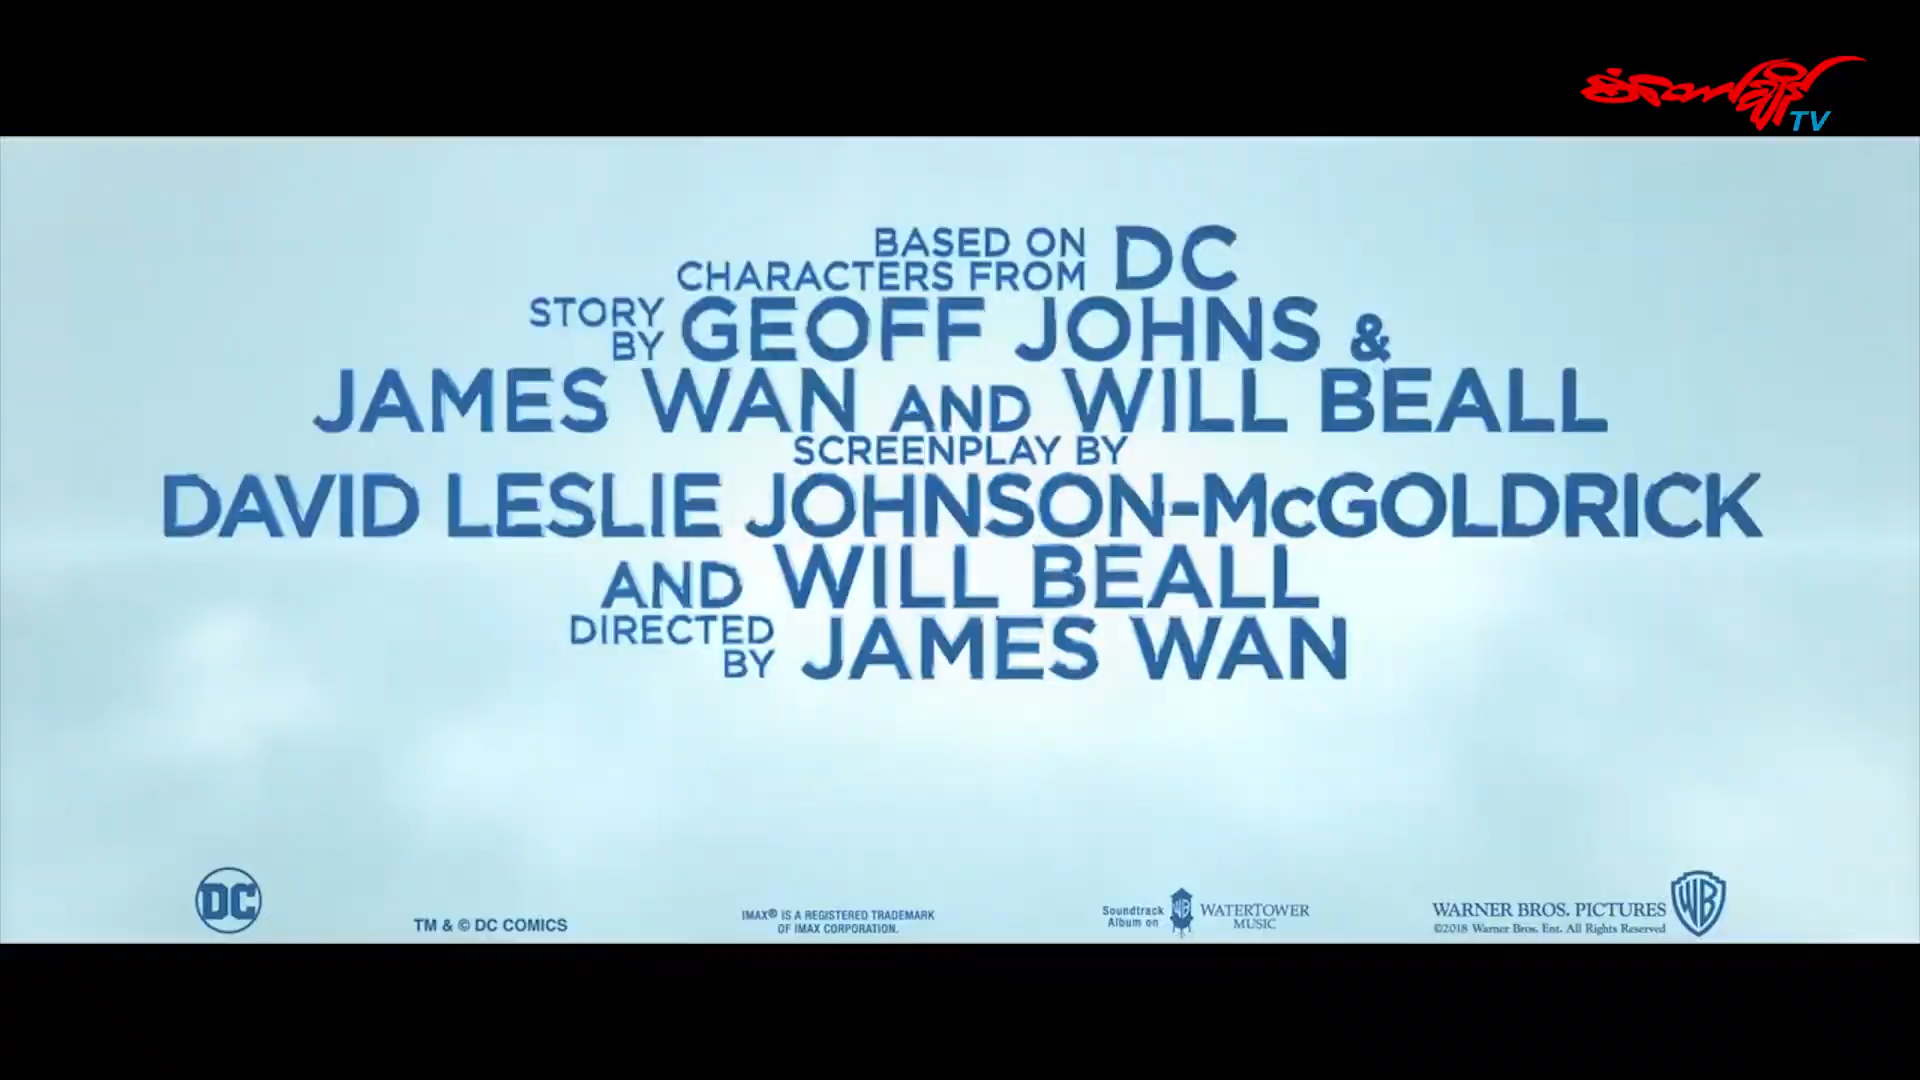 TV
BASED ON
CHARACTERS FROM DC
STORY BY GEOFF JOHNS &
JAMES WAN AND WILL BEALL
SCREENPLAY BY
DAVID LESLIE JOHNSON-McGOLDRICK
AND WILL BEALL
DIRECTED BY JAMES WAN
DC
TM & © DC COMICS
IMAX® IS A REGISTERED TRADEMARK
OF IMAX CORPORATION.
Soundtrack
Album on
WATERTOWER
MUSIC
WARNER BROS. PICTURES
©2018 Warner Bros. Ent. All Rights Reserved
WB